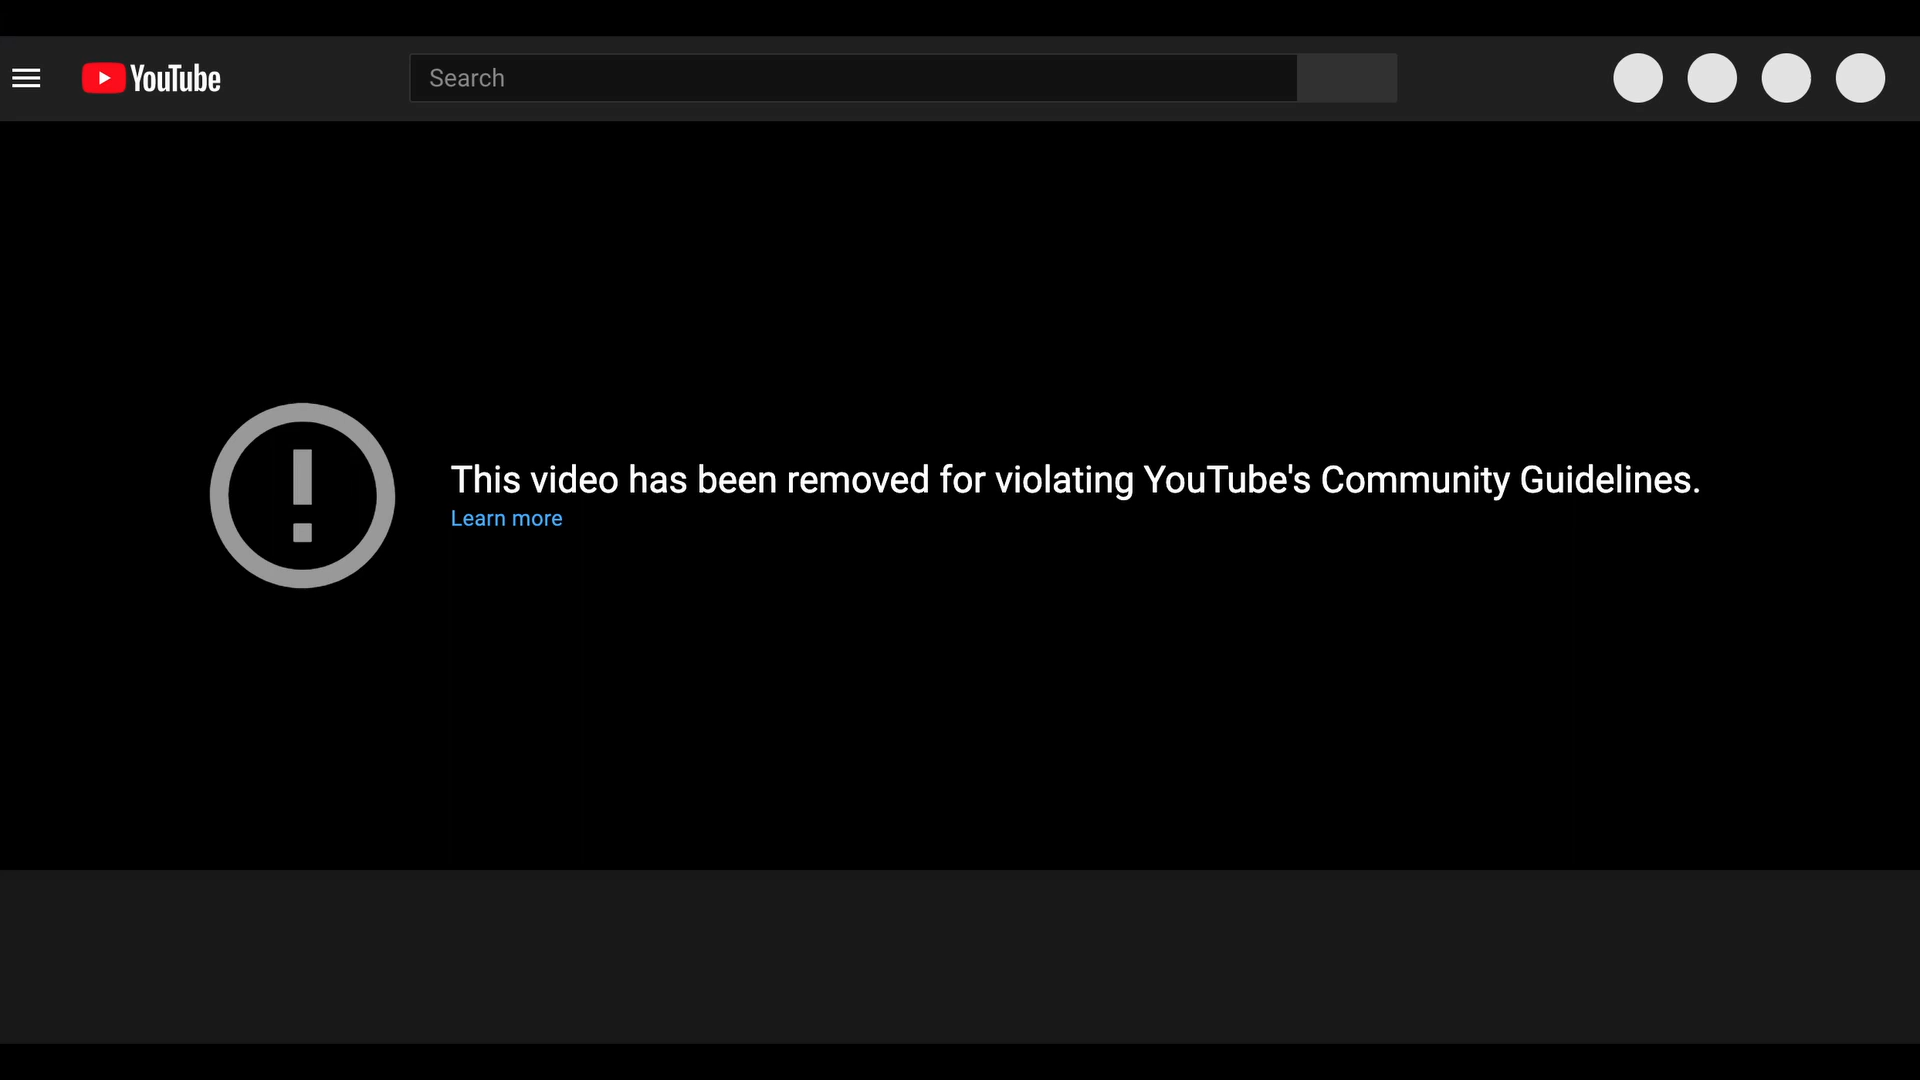 YouTube
Search
This video has been removed for violating YouTube's Community Guidelines.
Learn more